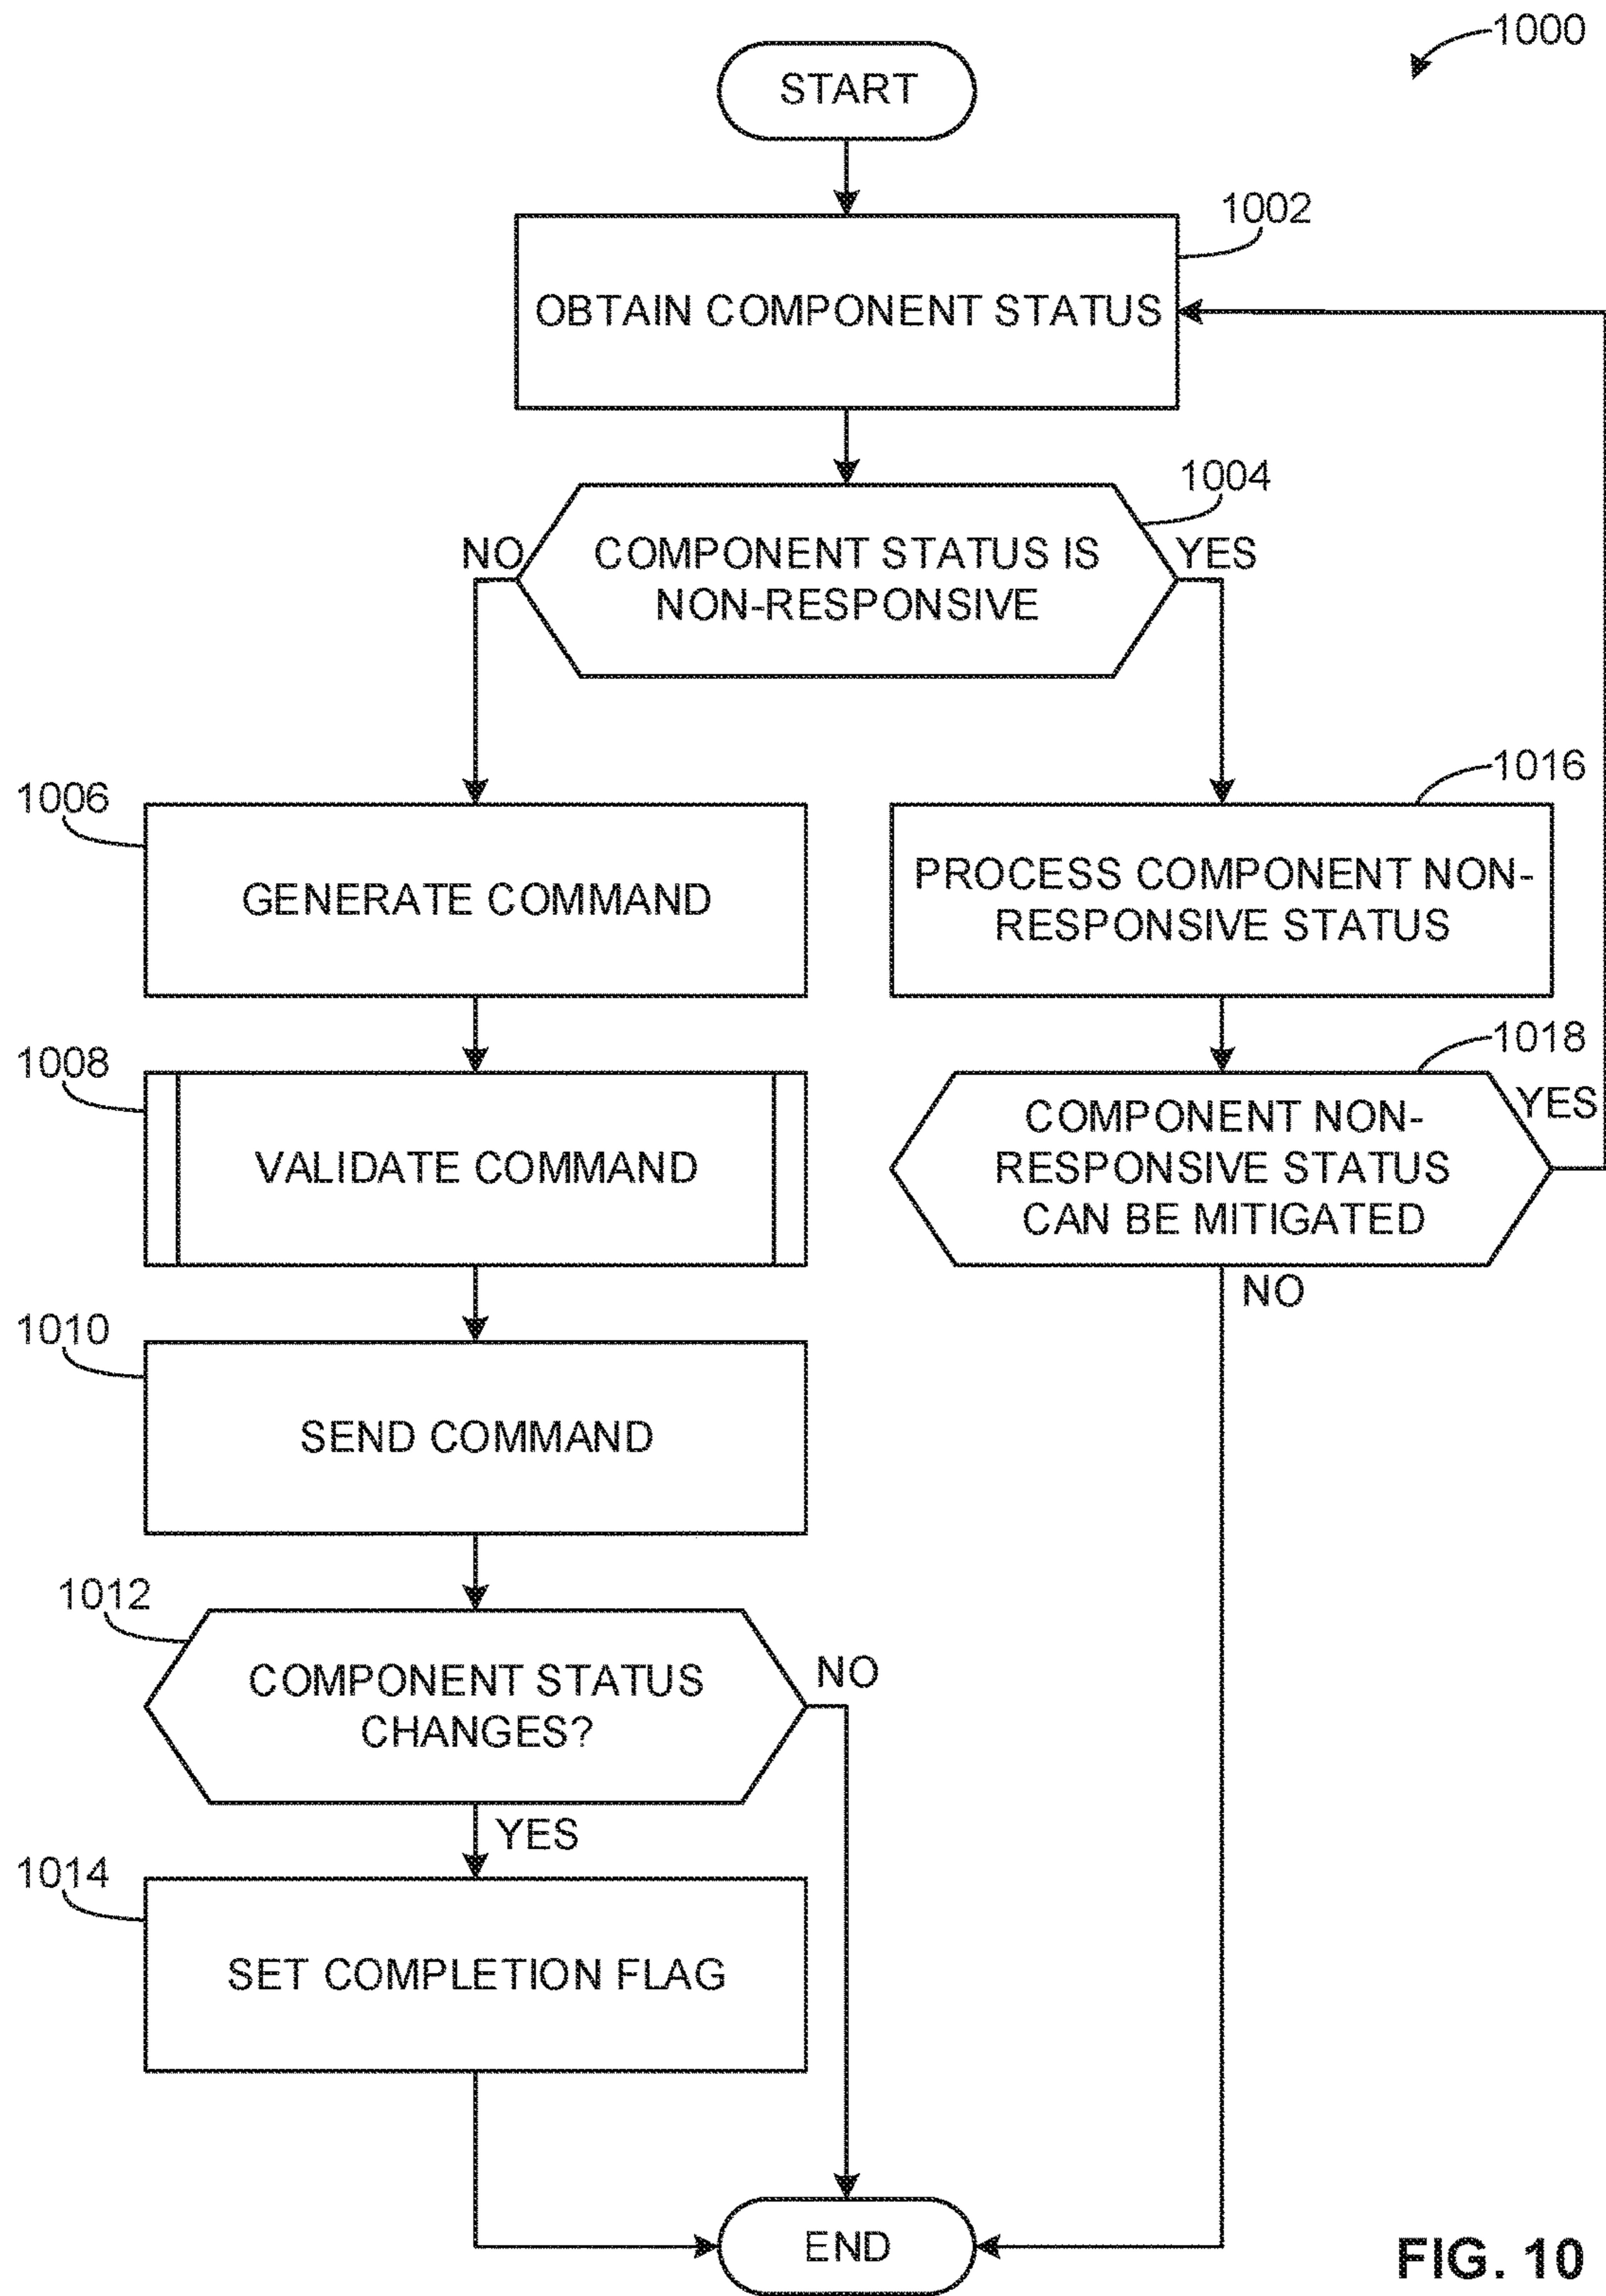 1000
START
1002
OBTAIN COMPONENT STATUS
1004
NO
COMPONENT STATUS IS
NON-RESPONSIVE
YES
1006
GENERATE COMMAND
1016
PROCESS COMPONENT NON-
RESPONSIVE STATUS
1008
VALIDATE COMMAND
1018
COMPONENT NON-
RESPONSIVE STATUS
CAN BE MITIGATED
YES
NO
1010
SEND COMMAND
1012
COMPONENT STATUS
CHANGES?
NO
YES
1014
SET COMPLETION FLAG
END
FIG. 10